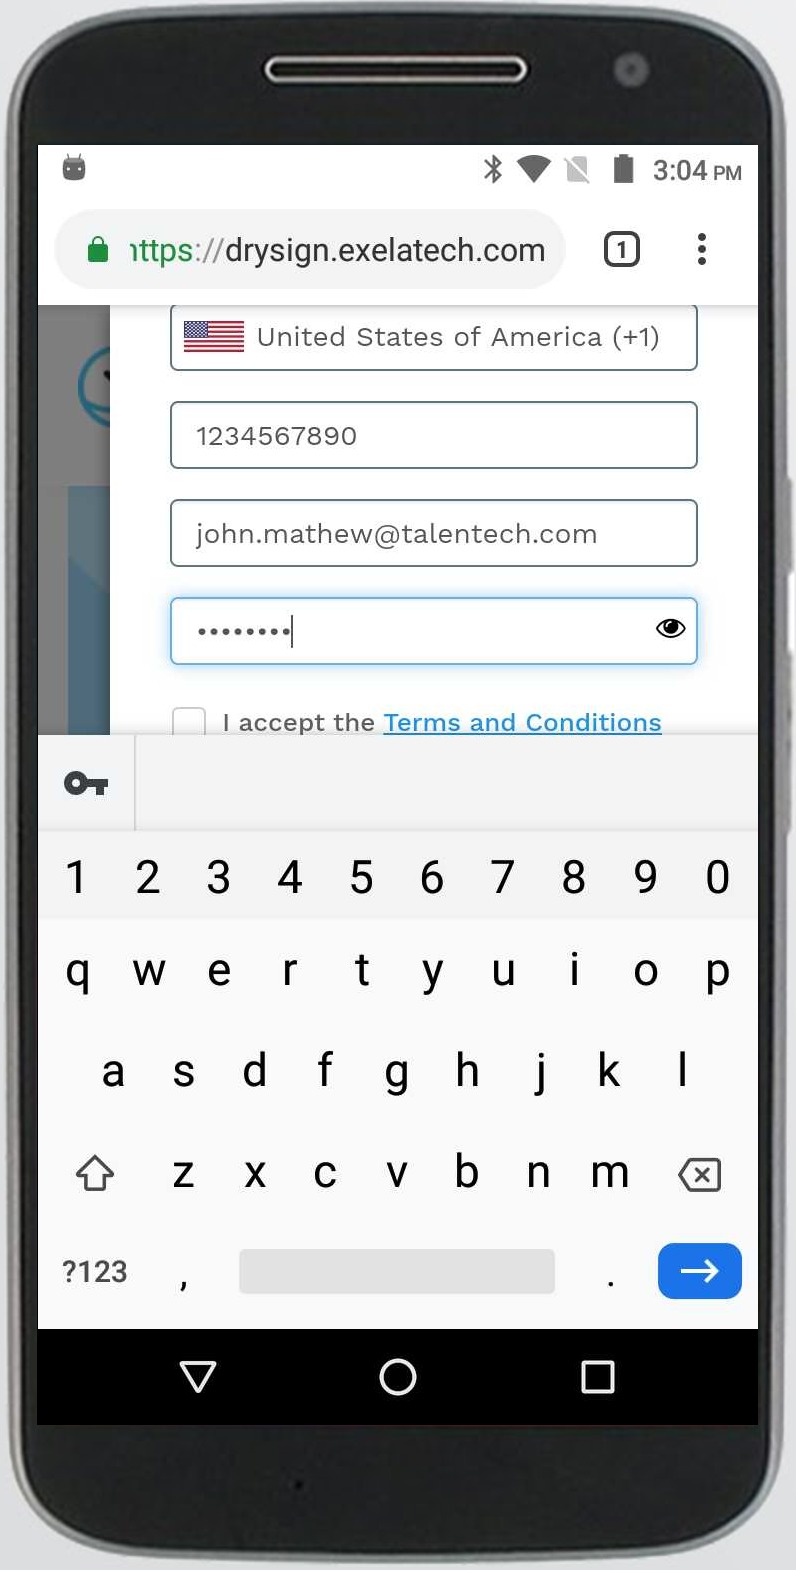 3:04 PM
https://drysign.exelatech.com
1
United States of America (+1)
1234567890
john.mathew@talentech.com
••••••••
I accept the Terms and Conditions
1 2 3 4 5 6 7 8 9 0
q w e r t y u i o p
a s d f g h j k l
z x c v b n m
?123 , .